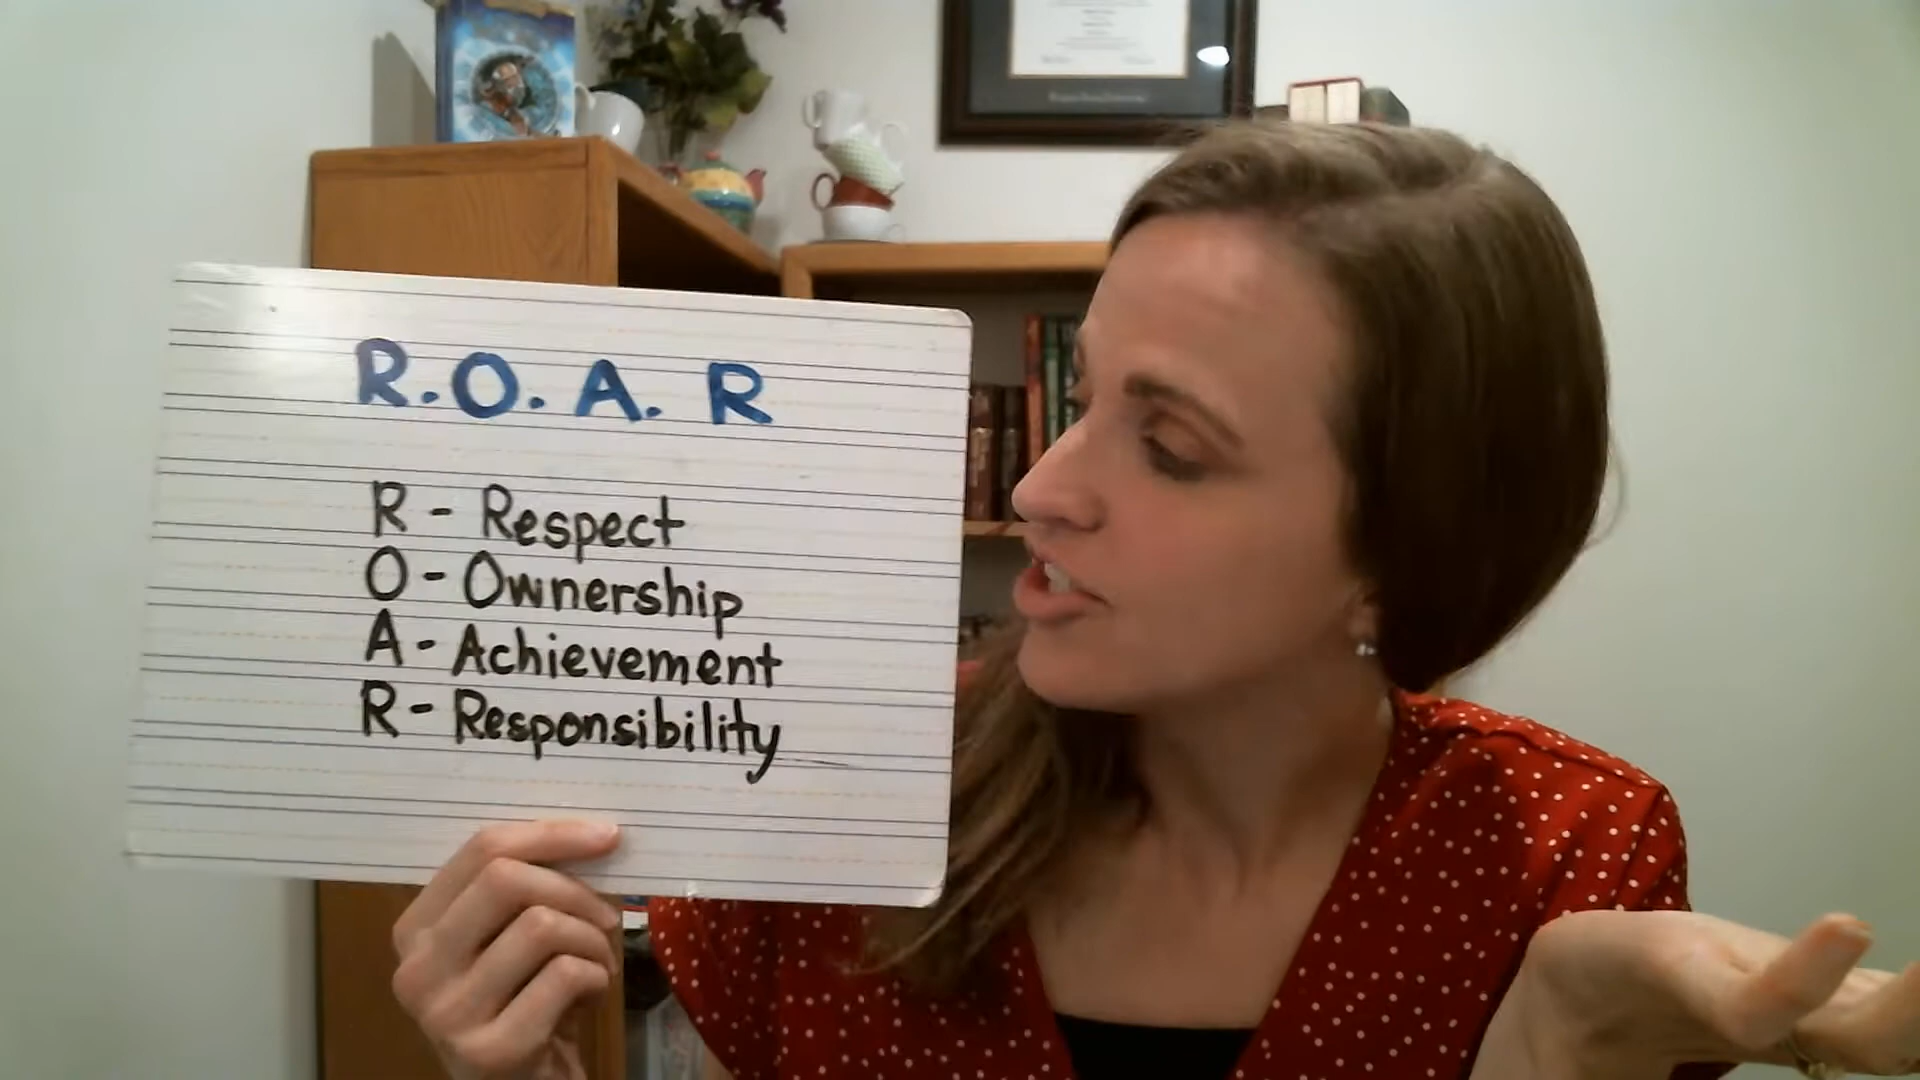 R.O.A.R
R - Respect
O - Ownership
A - Achievement
R - Responsibility